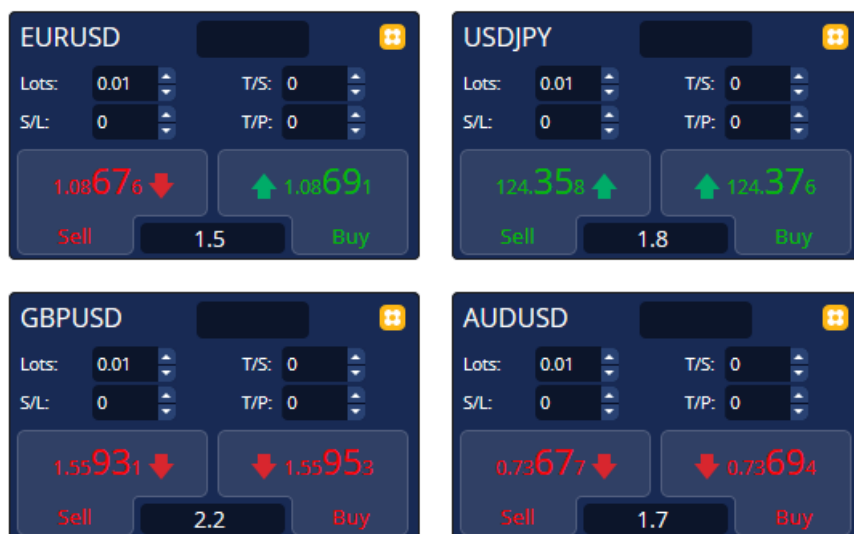 EURUSD
Lots: 0.01 T/S: 0
S/L: 0 T/P: 0
1.08676 1.08691
Sell 1.5 Buy
USDJPY
Lots: 0.01 T/S: 0
S/L: 0 T/P: 0
124.358 124.376
Sell 1.8 Buy
GBPUSD
Lots: 0.01 T/S: 0
S/L: 0 T/P: 0
1.55931 1.55953
Sell 2.2 Buy
AUDUSD
Lots: 0.01 T/S: 0
S/L: 0 T/P: 0
0.73677 0.73694
Sell 1.7 Buy